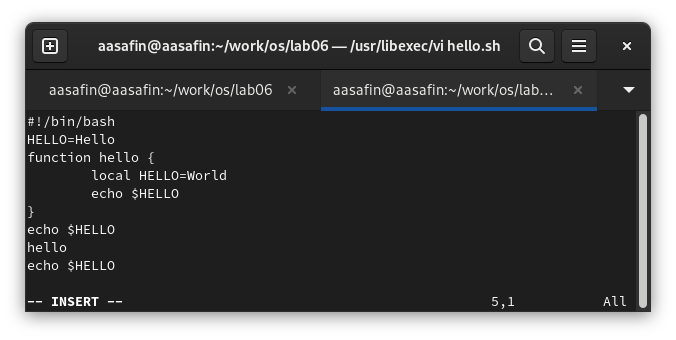 aasafin@aasafin:~/work/os/lab06 — /usr/libexec/vi hello.sh
aasafin@aasafin:~/work/os/lab06
aasafin@aasafin:~/work/os/lab…
#!/bin/bash
HELLO=Hello
function hello {
        local HELLO=World
        echo $HELLO
}
echo $HELLO
hello
echo $HELLO
-- INSERT -- 5,1 All